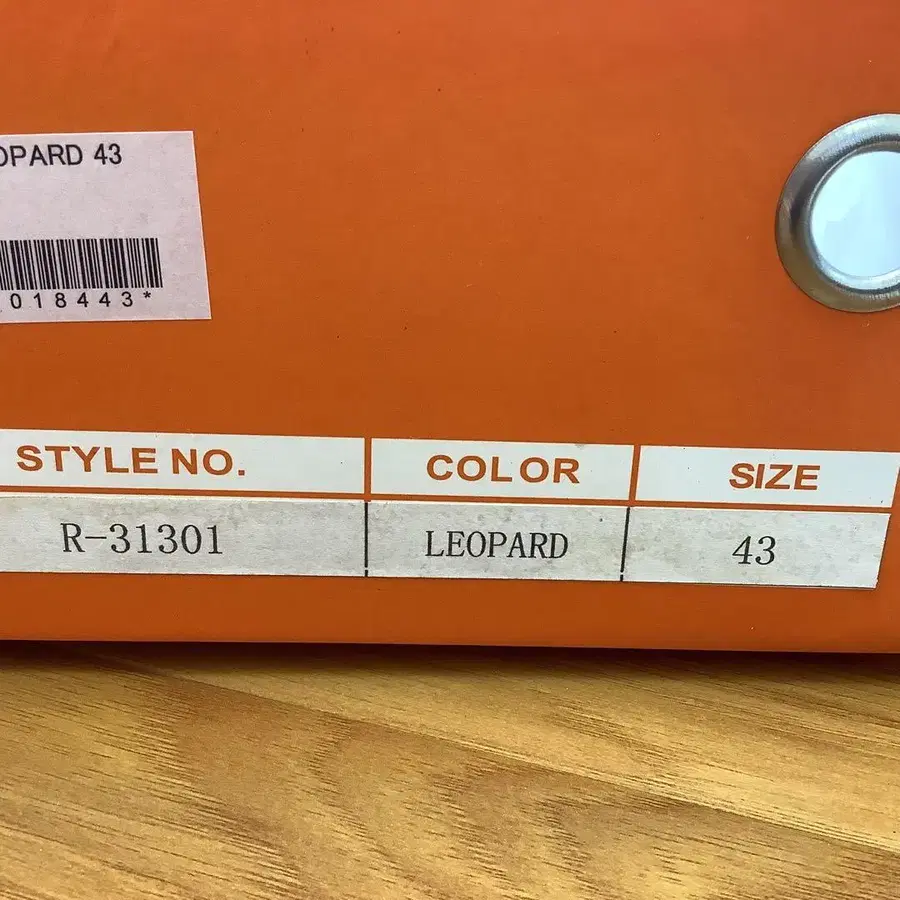 OPARD 43
018443*
STYLE NO. COLOR SIZE
R-31301 LEOPARD 43